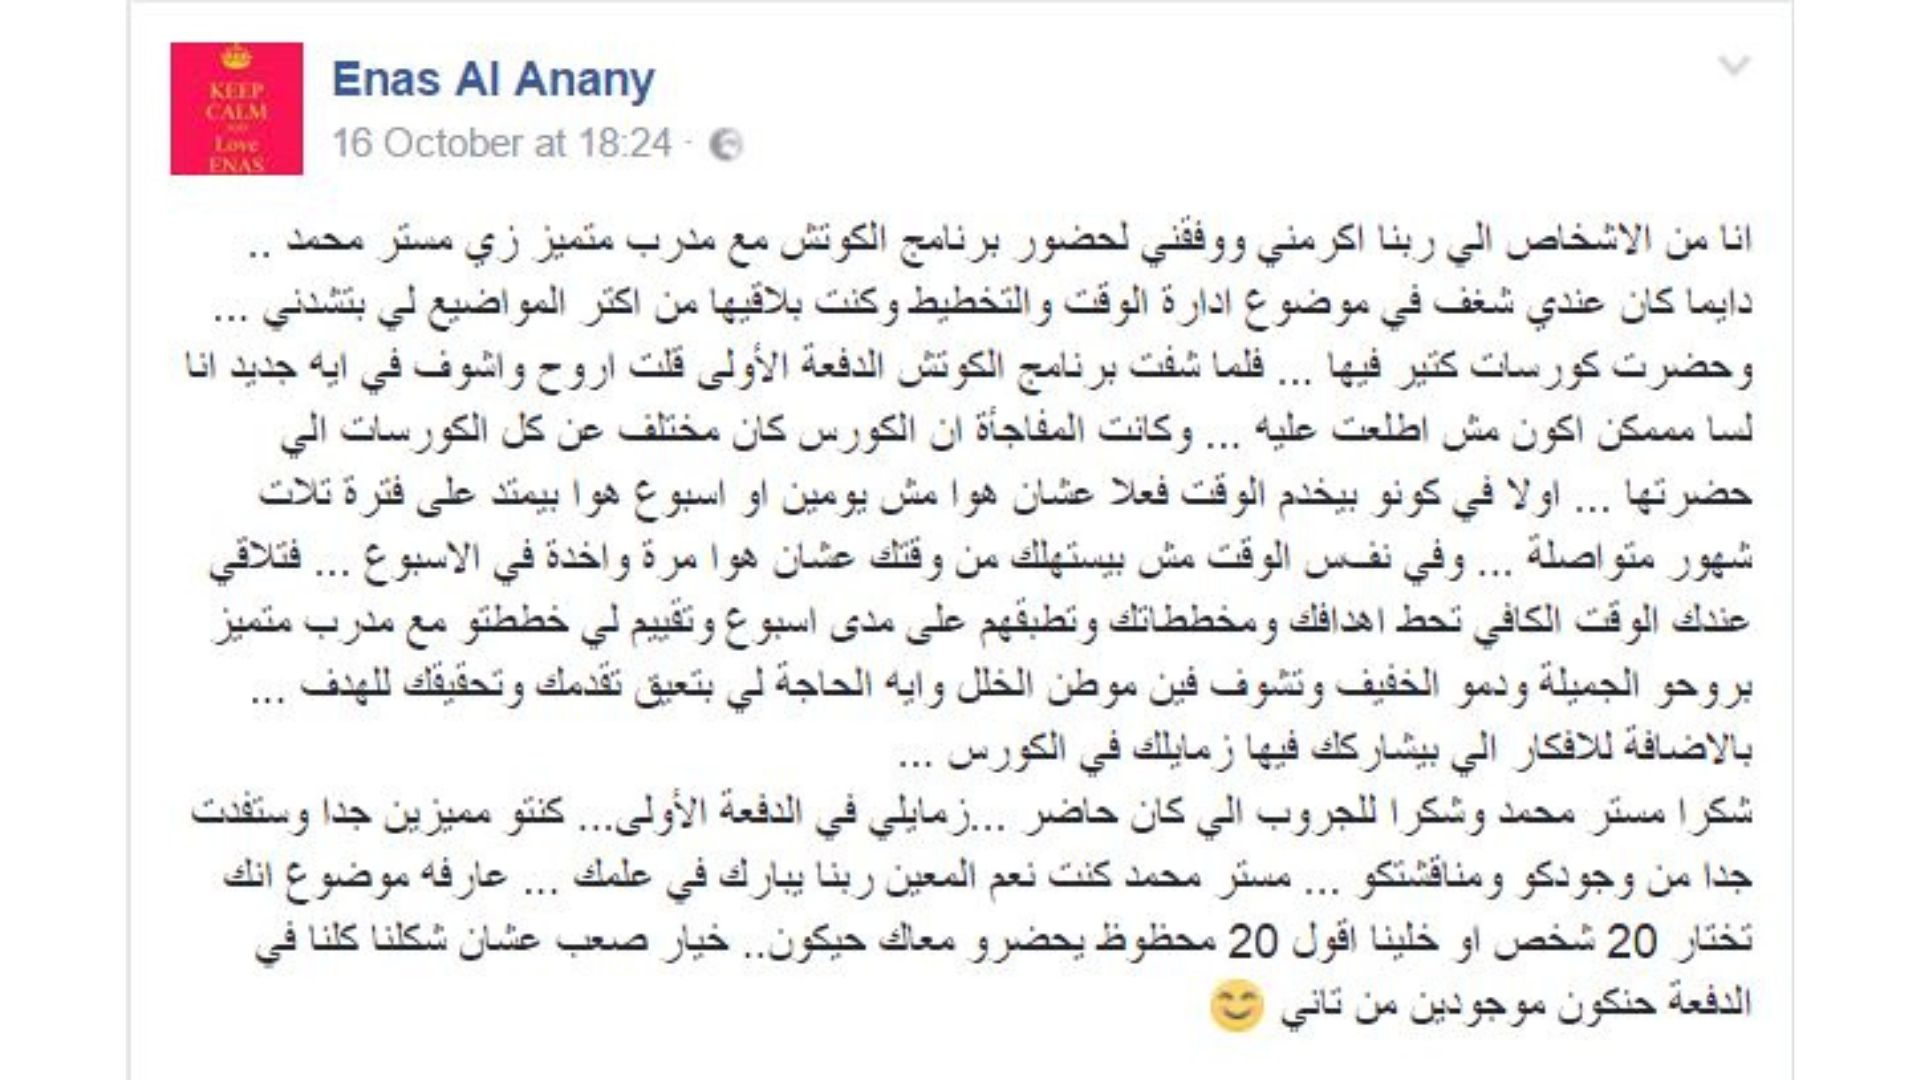 KEEP
CALM
AND
Love
ENAS
Enas Al Anany
16 October at 18:24 ·
انا من الاشخاص الي ربنا اكرمني ووفقني لحضور برنامج الكوتش مع مدرب متميز زي مستر محمد ..
دايما كان عندي شغف في موضوع ادارة الوقت والتخطيط وكنت بلاقيها من اكتر المواضيع لي بتشدني ...
وحضرت كورسات كتير فيها ... فلما شفت برنامج الكوتش الدفعة الأولى قلت اروح واشوف في ايه جديد انا
لسا مممكن اكون مش اطلعت عليه ... وكانت المفاجأة ان الكورس كان مختلف عن كل الكورسات الي
حضرتها ... اولا في كونو بيخدم الوقت فعلا عشان هوا مش يومين او اسبوع هوا بيمتد على فترة تلات
شهور متواصلة ... وفي نفس الوقت مش بيستهلك من وقتك عشان هوا مرة واخدة في الاسبوع ... فتلاقي
عندك الوقت الكافي تحط اهدافك ومخططاتك وتطبقهم على مدى اسبوع وتقييم لي خططتو مع مدرب متميز
بروحو الجميلة ودمو الخفيف وتشوف فين موطن الخلل وايه الحاجة لي بتعيق تقدمك وتحقيقك للهدف ...
بالاضافة للافكار الي بيشاركك فيها زمايلك في الكورس ...
شكرا مستر محمد وشكرا للجروب الي كان حاضر ...زمايلي في الدفعة الأولى... كنتو مميزين جدا وستفدت
جدا من وجودكو ومناقشتكو ... مستر محمد كنت نعم المعين ربنا يبارك في علمك ... عارفه موضوع انك
تختار 20 شخص او خلينا اقول 20 محظوظ يحضرو معاك حيكون.. خيار صعب عشان شكلنا كلنا في
الدفعة حنكون موجودين من تاني 😊